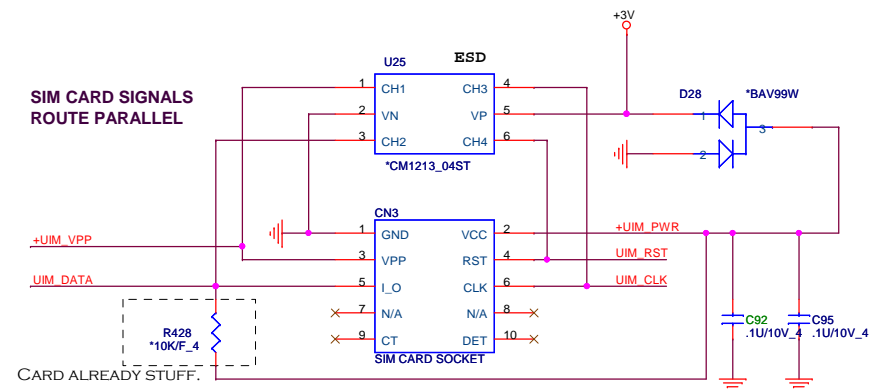 +3V
U25 ESD
SIM CARD SIGNALS
ROUTE PARALLEL
1 CH1 CH3 4
2 VN VP 5
3 CH2 CH4 6
*CM1213_04ST
D28 *BAV99W
1
3
2
CN3
1 GND VCC 2
3 VPP RST 4
5 I_O CLK 6
7 N/A N/A 8
9 CT DET 10
SIM CARD SOCKET
+UIM_VPP
UIM_DATA
+UIM_PWR
UIM_RST
UIM_CLK
R428
*10K/F_4
CARD ALREADY STUFF.
C92
.1U/10V_4
C95
.1U/10V_4